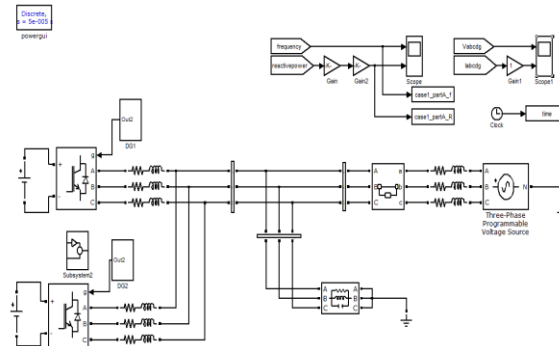 Discrete,
s = 5e-005 s
powergui
frequency
reactivepower
Gain
Gain2
Scope
case1_partA_f
case1_partA_R
Vabcdg
Iabcdg
Gain1
Scope1
Clock
time
Out2
DG1
g
+
-
A
B
C
A
B
C
a
b
c
N
Three-Phase
Programmable
Voltage Source
Subsystem2
Out2
DG2
g
+
-
A
B
C
A
B
C